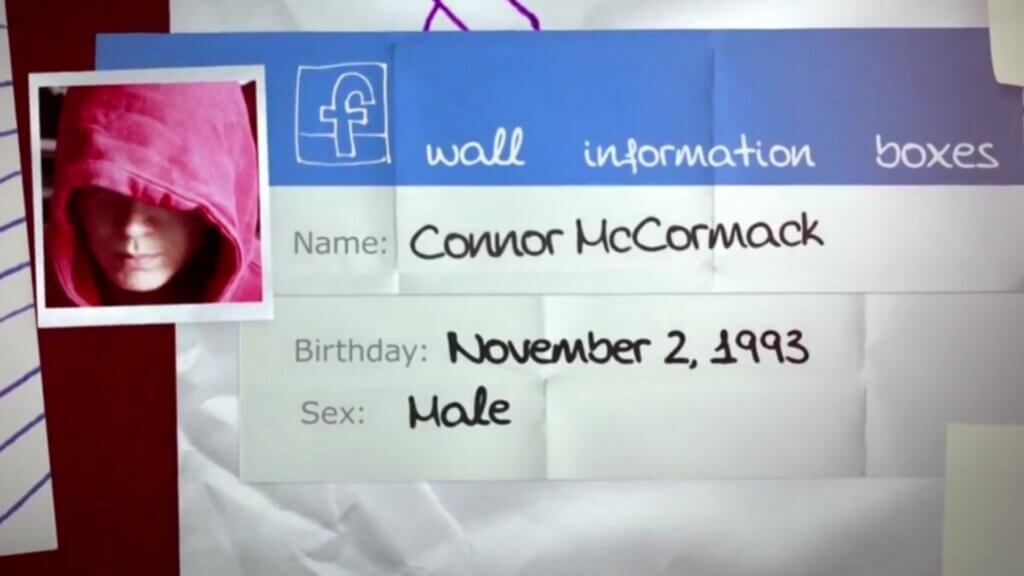 f
wall information boxes
Name: Connor McCormack
Birthday: November 2, 1993
Sex: Male